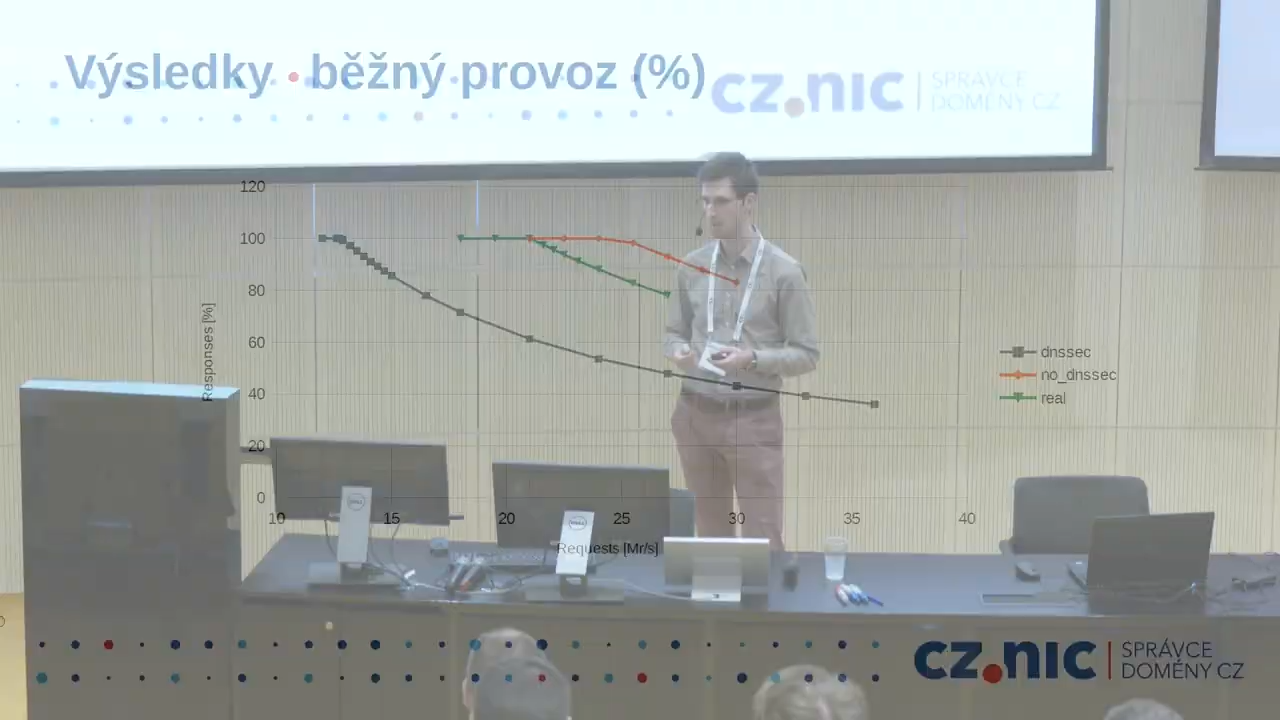 Výsledky • běžný provoz (%)
CZ.NIC | SPRÁVCE
DOMÉNY CZ
120
100
80
60
40
20
0
Responses [%]
10 15 20 25 30 35 40
Requests [Mr/s]
dnssec
no_dnssec
real
CZ.NIC | SPRÁVCE
DOMÉNY CZ